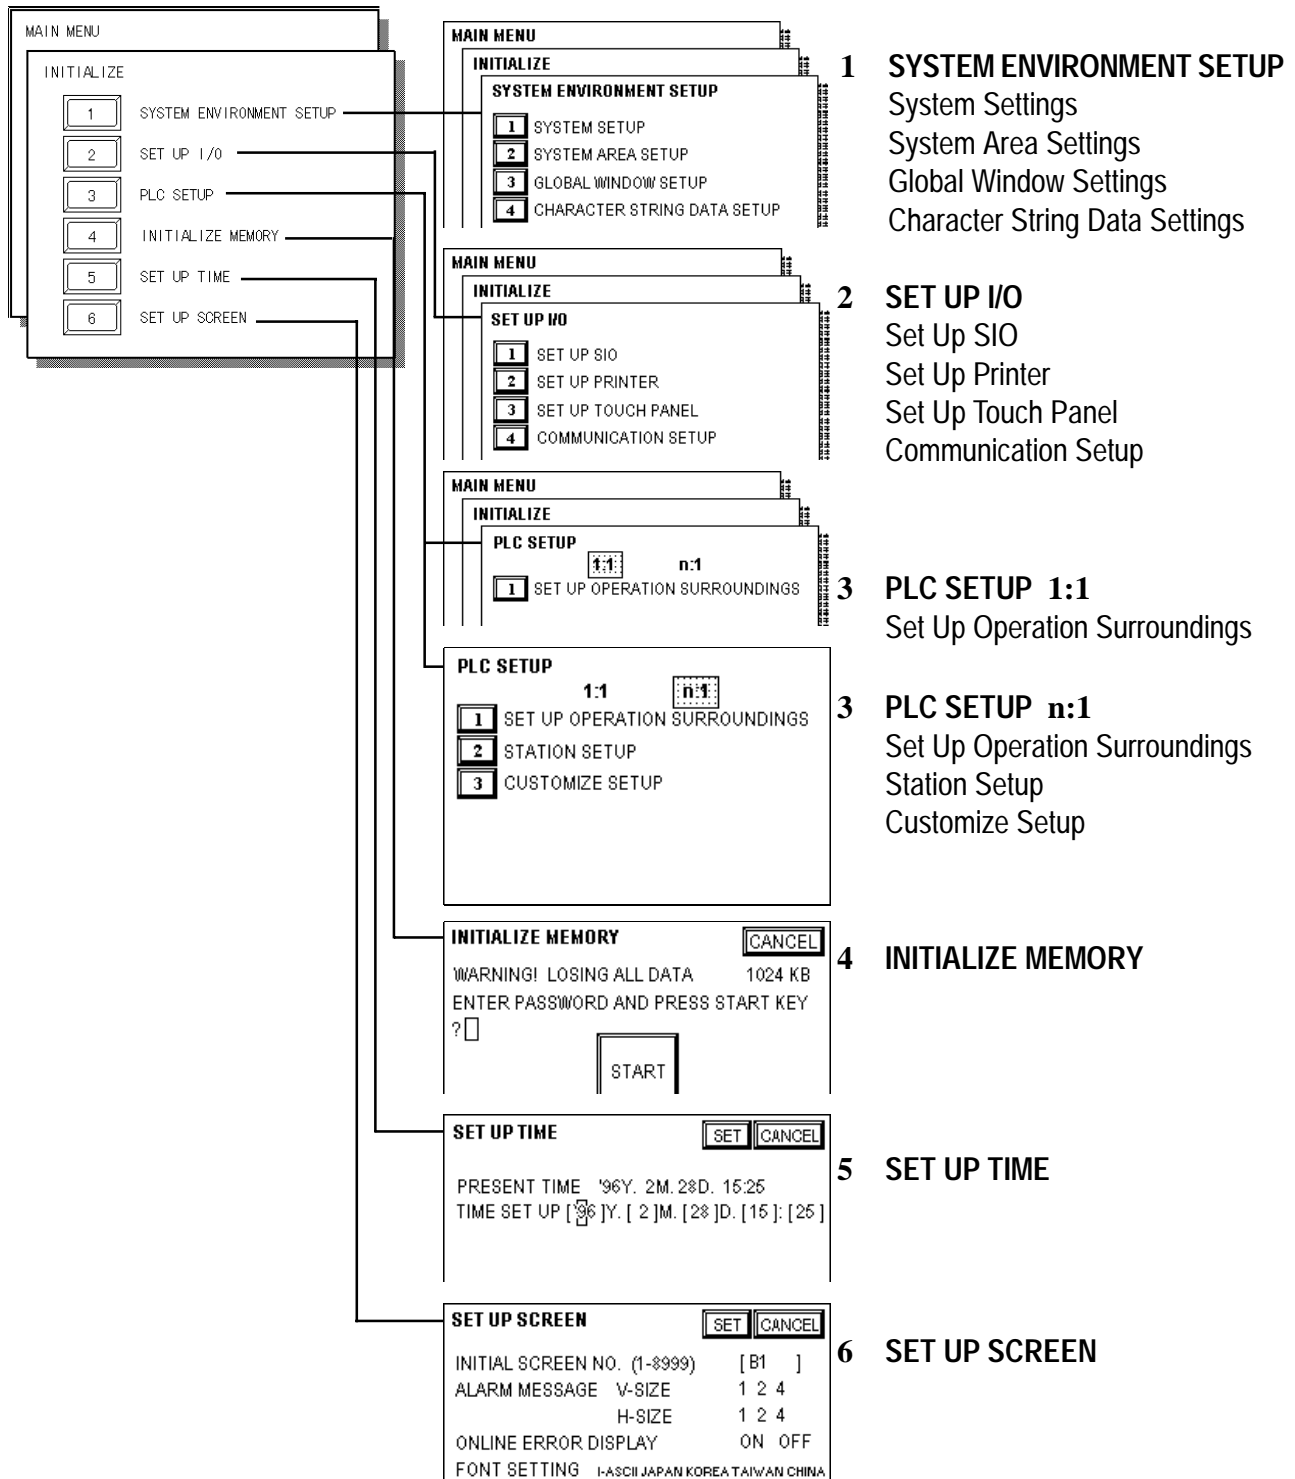 MAIN MENU
INITIALIZE
1 SYSTEM ENVIRONMENT SETUP
2 SET UP I/O
3 PLC SETUP
4 INITIALIZE MEMORY
5 SET UP TIME
6 SET UP SCREEN
MAIN MENU
INITIALIZE
SYSTEM ENVIRONMENT SETUP
1 SYSTEM SETUP
2 SYSTEM AREA SETUP
3 GLOBAL WINDOW SETUP
4 CHARACTER STRING DATA SETUP
1 SYSTEM ENVIRONMENT SETUP
System Settings
System Area Settings
Global Window Settings
Character String Data Settings
MAIN MENU
INITIALIZE
SET UP I/O
1 SET UP SIO
2 SET UP PRINTER
3 SET UP TOUCH PANEL
4 COMMUNICATION SETUP
2 SET UP I/O
Set Up SIO
Set Up Printer
Set Up Touch Panel
Communication Setup
MAIN MENU
INITIALIZE
PLC SETUP
1:1 n:1
1 SET UP OPERATION SURROUNDINGS
3 PLC SETUP 1:1
Set Up Operation Surroundings
PLC SETUP
1:1 n:1
1 SET UP OPERATION SURROUNDINGS
2 STATION SETUP
3 CUSTOMIZE SETUP
3 PLC SETUP n:1
Set Up Operation Surroundings
Station Setup
Customize Setup
INITIALIZE MEMORY CANCEL
WARNING! LOSING ALL DATA 1024 KB
ENTER PASSWORD AND PRESS START KEY
?
START
4 INITIALIZE MEMORY
SET UP TIME SET CANCEL
PRESENT TIME '96Y. 2M. 28D. 15:25
TIME SET UP ['96 ]Y. [ 2 ]M. [28 ]D. [15 ]: [25 ]
5 SET UP TIME
SET UP SCREEN SET CANCEL
INITIAL SCREEN NO. (1-8999) [ B1 ]
ALARM MESSAGE V-SIZE 1 2 4
H-SIZE 1 2 4
ONLINE ERROR DISPLAY ON OFF
FONT SETTING I-ASCII JAPAN KOREA TAIWAN CHINA
6 SET UP SCREEN